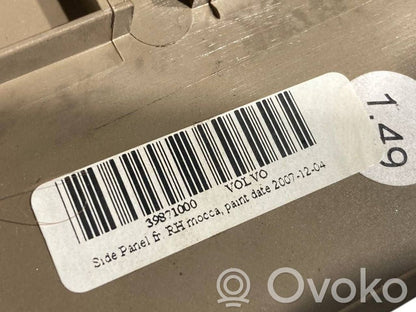 39871000 VOLVO
Side Panel fr RH mocca, paint date 2007-12-04
1.49
Ovoko